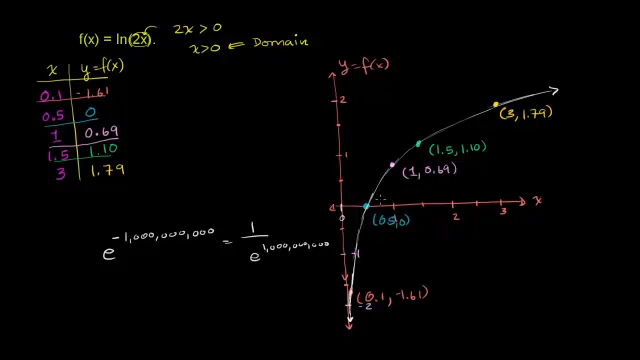 f(x) = ln(2x).
2x > 0
x > 0 ← Domain
x | y = f(x)
0.1 | -1.61
0.5 | 0
1 | 0.69
1.5 | 1.10
3 | 1.79
e^-1,000,000,000 = 1 / e^1,000,000,000
y = f(x)
2
(3, 1.79)
(1.5, 1.10)
1
(1, 0.69)
0
(0.5, 0)
1
2
3
x
-1
(0.1, -1.61)
-2